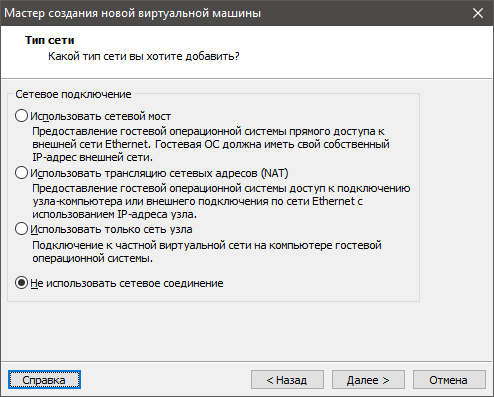 Мастер создания новой виртуальной машины
Тип сети
Какой тип сети вы хотите добавить?
Сетевое подключение
Использовать сетевой мост
Предоставление гостевой операционной системы прямого доступа к
внешней сети Ethernet. Гостевая ОС должна иметь свой собственный
IP-адрес внешней сети.
Использовать трансляцию сетевых адресов (NAT)
Предоставление гостевой операционной системы доступ к подключению
узла-компьютера или внешнего подключения по сети Ethernet с
использованием IP-адреса узла.
Использовать только сеть узла
Подключение к частной виртуальной сети на компьютере гостевой
операционной системы.
Не использовать сетевое соединение
Справка
< Назад
Далее >
Отмена